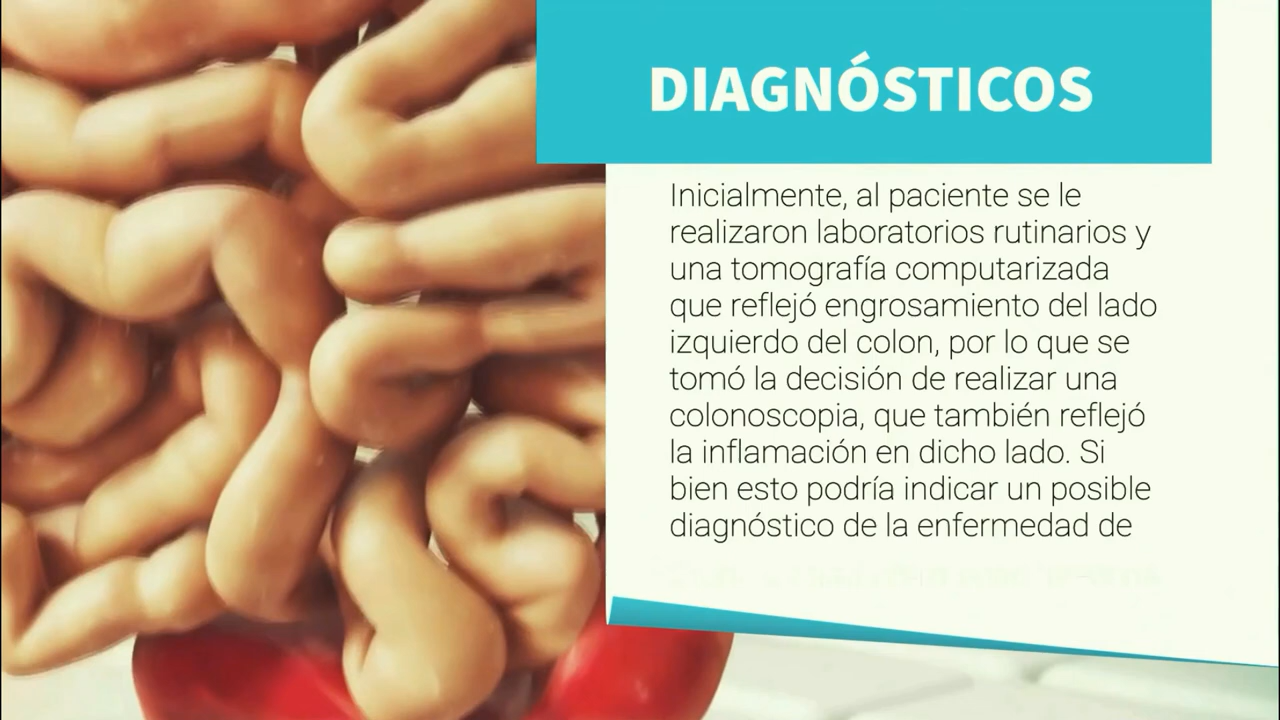 DIAGNÓSTICOS
Inicialmente, al paciente se le
realizaron laboratorios rutinarios y
una tomografía computarizada
que reflejó engrosamiento del lado
izquierdo del colon, por lo que se
tomó la decisión de realizar una
colonoscopia, que también reflejó
la inflamación en dicho lado. Si
bien esto podría indicar un posible
diagnóstico de la enfermedad de